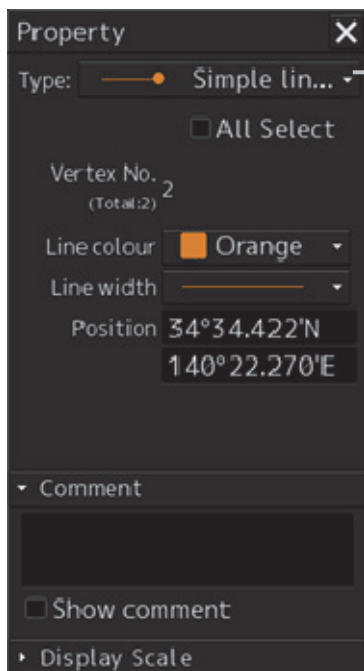 Property
Type: Simple lin...
All Select
Vertex No. 2
(Total:2)
Line colour Orange
Line width
Position 34°34.422'N
140°22.270'E
Comment
Show comment
Display Scale